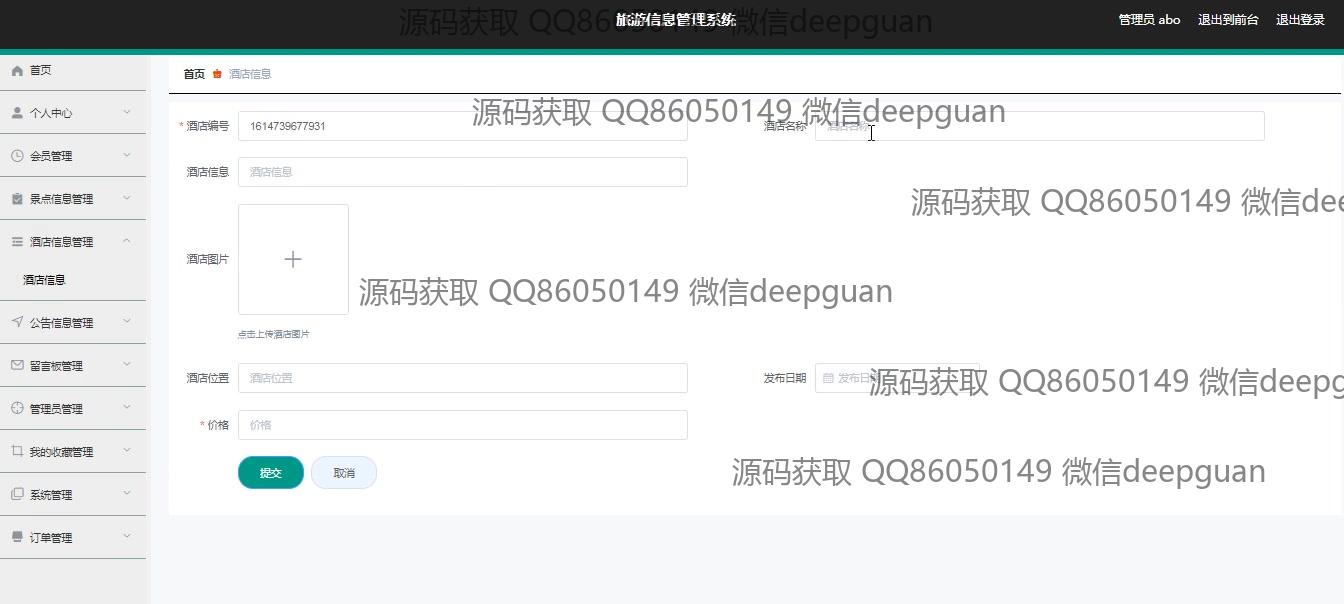 源码获取 QQ86050149 微信deepguan
旅游信息管理系统
管理员 abo 退出到前台 退出登录
首页
个人中心
会员管理
景点信息管理
酒店信息管理
酒店信息
公告信息管理
留言板管理
管理员管理
我的收藏管理
系统管理
订单管理
首页 酒店信息
源码获取 QQ86050149 微信deepguan
* 酒店编号 1614739677931
酒店名称 酒店名称
酒店信息 酒店信息
源码获取 QQ86050149 微信dee
酒店图片
源码获取 QQ86050149 微信deepguan
点击上传酒店图片
酒店位置 酒店位置
发布日期 发布日期
源码获取 QQ86050149 微信deepg
* 价格 价格
提交 取消
源码获取 QQ86050149 微信deepguan